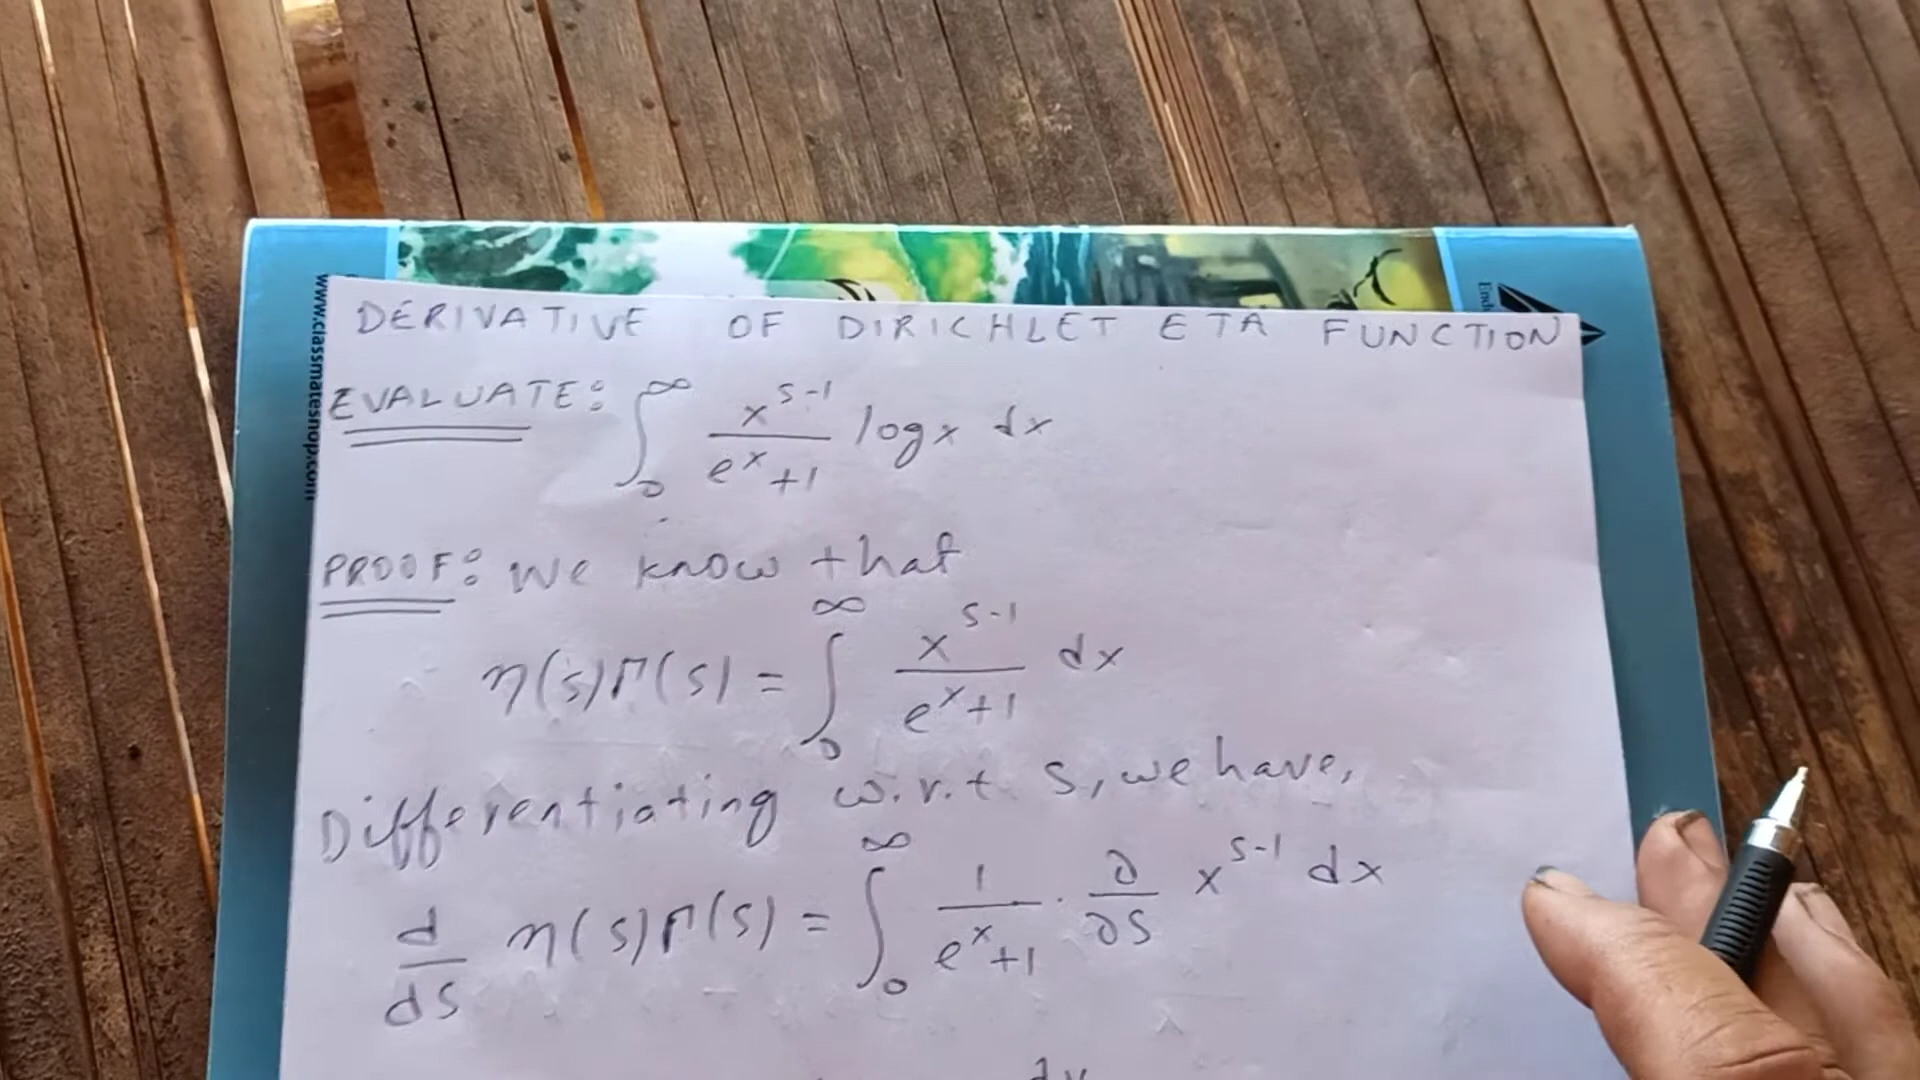 www.classmatesnop.com
DERIVATIVE OF DIRICHLET ETA FUNCTION
EVALUATE: ∫₀^∞ x^(s-1)/(e^x+1) log x dx
PROOF: We know that
η(s)Γ(s) = ∫₀^∞ x^(s-1)/(e^x+1) dx
Differentiating w.r.t s, we have,
d/ds η(s)Γ(s) = ∫₀^∞ 1/(e^x+1) · ∂/∂s x^(s-1) dx